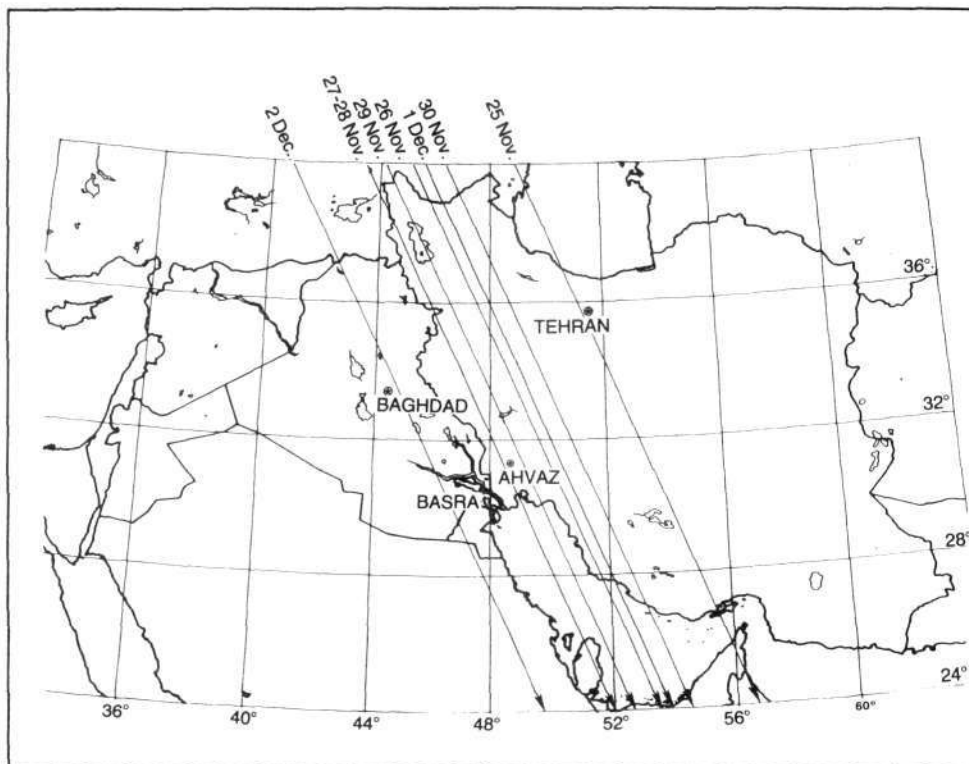 2 Dec.
27-28 Nov.
29 Nov.
26 Nov.
1 Dec.
30 Nov.
25 Nov.
36°
TEHRAN
32°
BAGHDAD
AHVAZ
BASRA
28°
24°
36°
40°
44°
48°
52°
56°
60°